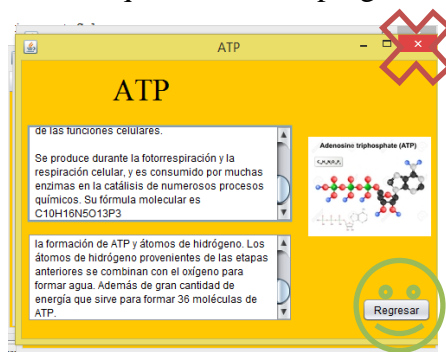 ATP
ATP
de las funciones celulares.
Se produce durante la fotorrespiración y la
respiración celular, y es consumido por muchas
enzimas en la catálisis de numerosos procesos
químicos. Su fórmula molecular es
C10H16N5O13P3
Adenosine triphosphate (ATP)
la formación de ATP y átomos de hidrógeno. Los
átomos de hidrógeno provenientes de las etapas
anteriores se combinan con el oxígeno para
formar agua. Además de gran cantidad de
energía que sirve para formar 36 moléculas de
ATP.
Regresar